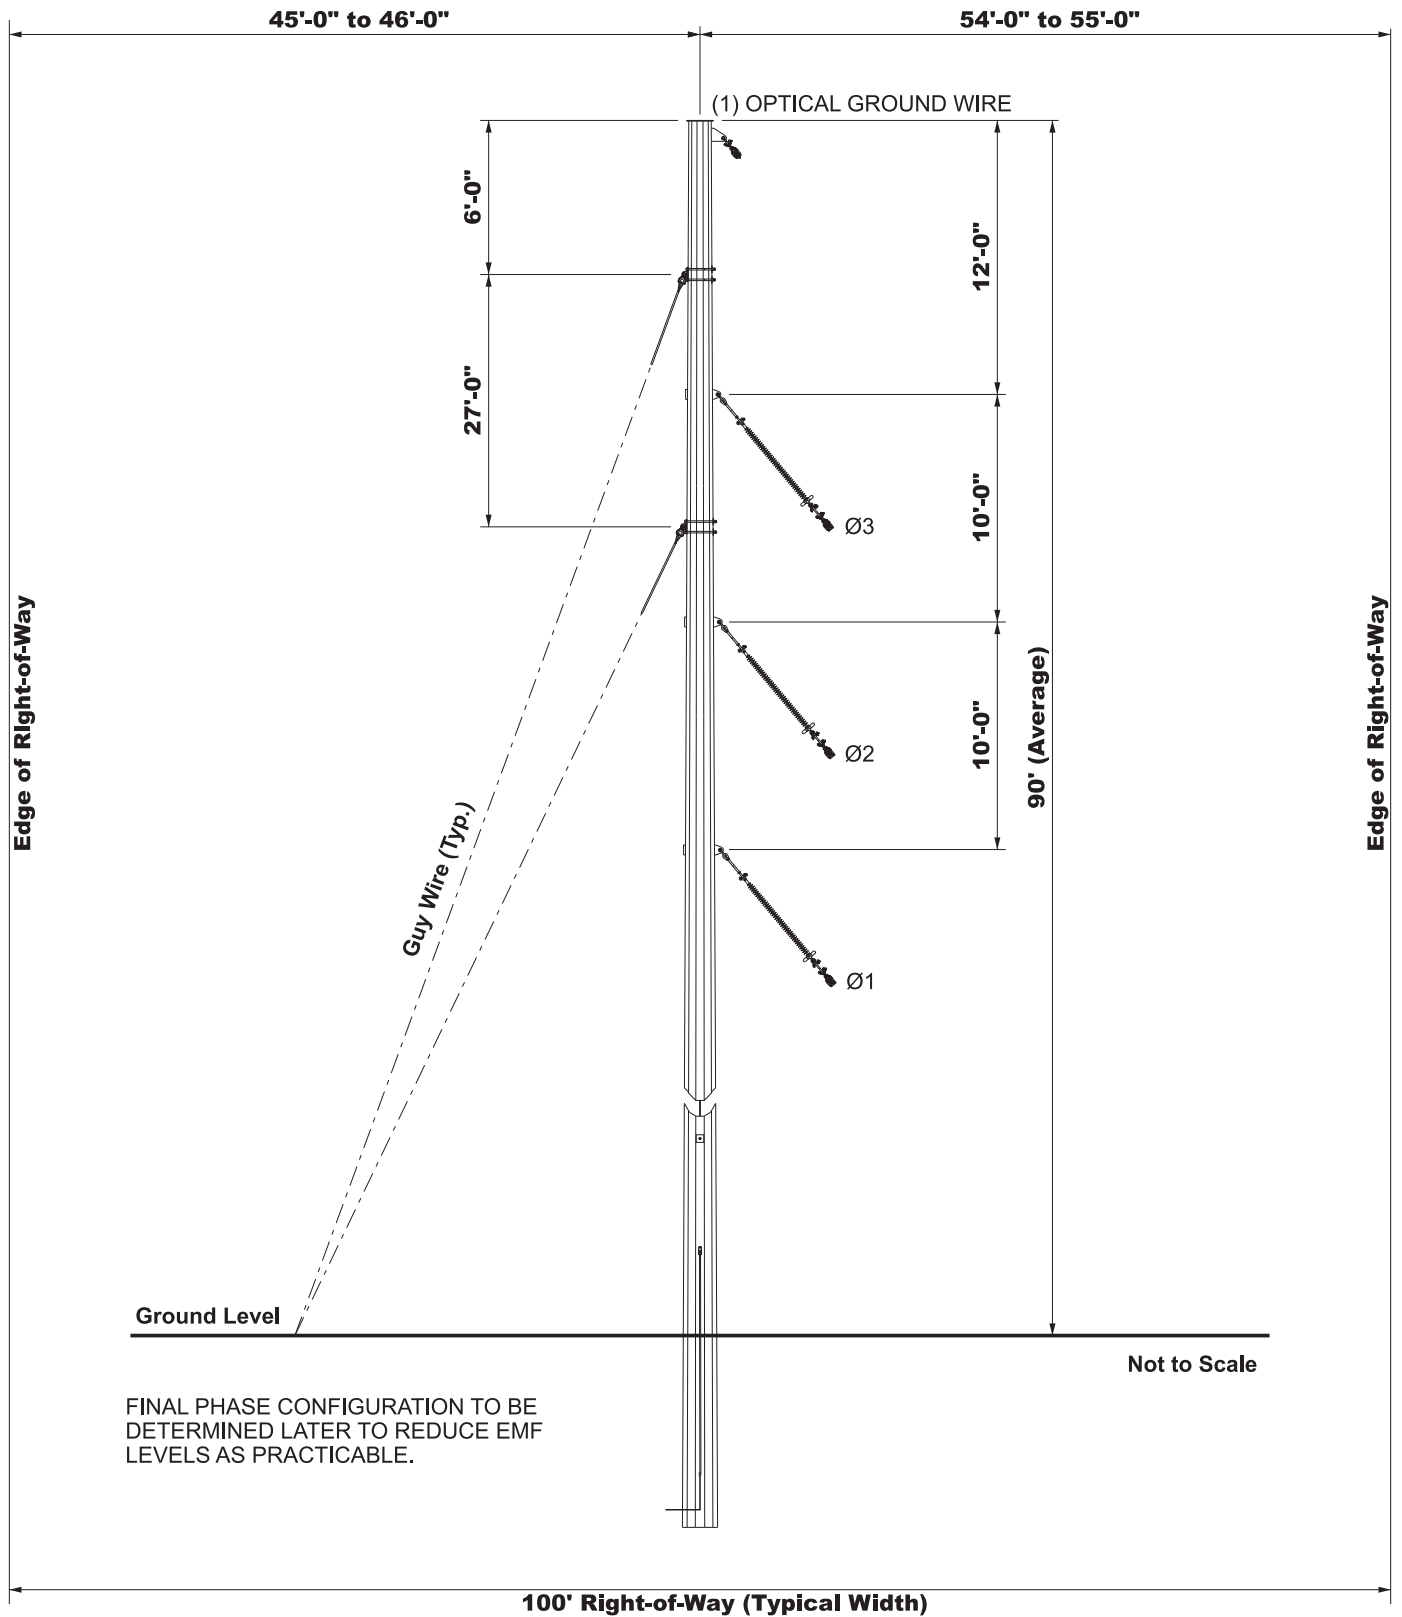 45'-0" to 46'-0"
54'-0" to 55'-0"
(1) OPTICAL GROUND WIRE
6'-0"
12'-0"
27'-0"
10'-0"
Ø3
Edge of Right-of-Way
Edge of Right-of-Way
90' (Average)
10'-0"
Ø2
Guy Wire (Typ.)
Ø1
Ground Level
Not to Scale
FINAL PHASE CONFIGURATION TO BE
DETERMINED LATER TO REDUCE EMF
LEVELS AS PRACTICABLE.
100' Right-of-Way (Typical Width)